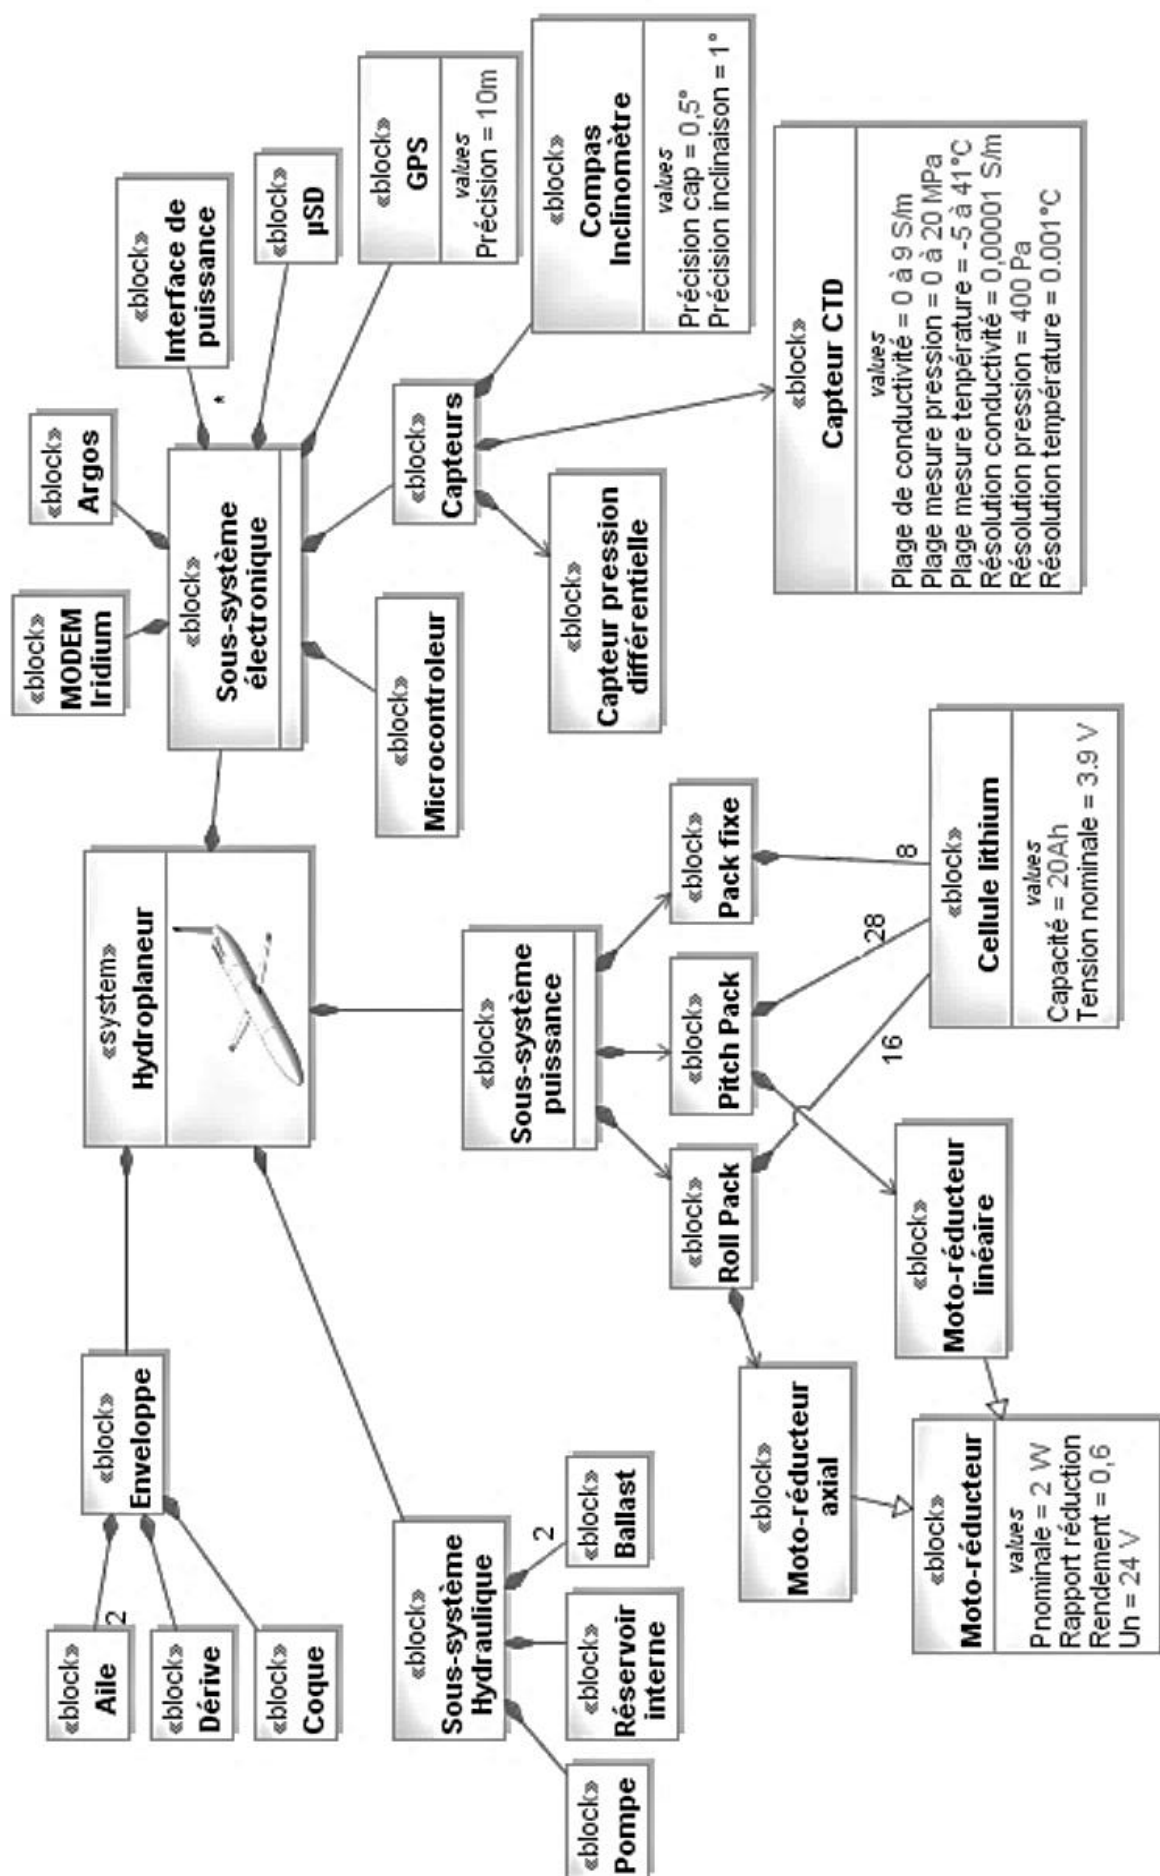 «system»
Hydroplaneur
«block»
Enveloppe
«block»
Aile
2
«block»
Dérive
«block»
Coque
«block»
Sous-système
Hydraulique
«block»
Pompe
«block»
Réservoir
interne
2
«block»
Ballast
«block»
Sous-système
puissance
«block»
Roll Pack
«block»
Pitch Pack
«block»
Pack fixe
16
28
8
«block»
Cellule lithium
values
Capacité = 20Ah
Tension nominale = 3.9 V
«block»
Moto-réducteur
axial
«block»
Moto-réducteur
linéaire
«block»
Moto-réducteur
values
Pnominale = 2 W
Rapport réduction
Rendement = 0,6
Un = 24 V
«block»
Sous-système
électronique
«block»
MODEM
Iridium
«block»
Argos
«block»
Interface de
puissance
*
«block»
µSD
«block»
GPS
values
Précision = 10m
«block»
Microcontroleur
«block»
Capteurs
«block»
Compas
Inclinomètre
values
Précision cap = 0,5°
Précision inclinaison = 1°
«block»
Capteur pression
différentielle
«block»
Capteur CTD
values
Plage de conductivité = 0 à 9 S/m
Plage mesure pression = 0 à 20 MPa
Plage mesure température = -5 à 41°C
Résolution conductivité = 0,00001 S/m
Résolution pression = 400 Pa
Résolution température = 0.001°C